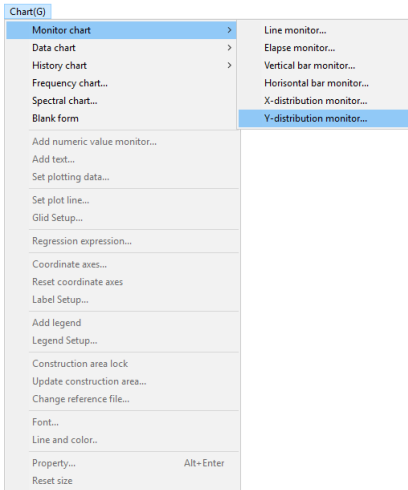 Chart(G)
Monitor chart >
Data chart >
History chart >
Frequency chart...
Spectral chart...
Blank form
Add numeric value monitor...
Add text...
Set plotting data...
Set plot line...
Glid Setup...
Regression expression...
Coordinate axes...
Reset coordinate axes
Label Setup...
Add legend
Legend Setup...
Construction area lock
Update construction area...
Change reference file...
Font...
Line and color..
Property... Alt+Enter
Reset size
Line monitor...
Elapse monitor...
Vertical bar monitor...
Horisontal bar monitor...
X-distribution monitor...
Y-distribution monitor...